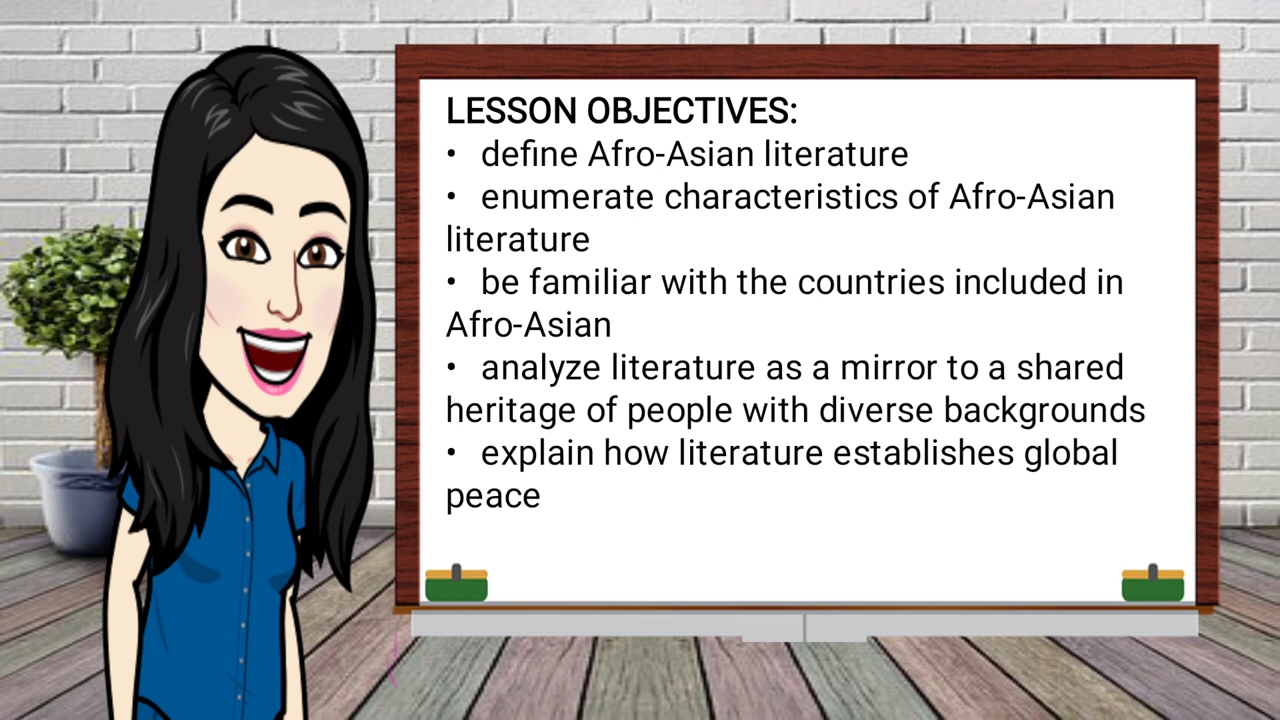 LESSON OBJECTIVES:
• define Afro-Asian literature
• enumerate characteristics of Afro-Asian
literature
• be familiar with the countries included in
Afro-Asian
• analyze literature as a mirror to a shared
heritage of people with diverse backgrounds
• explain how literature establishes global
peace